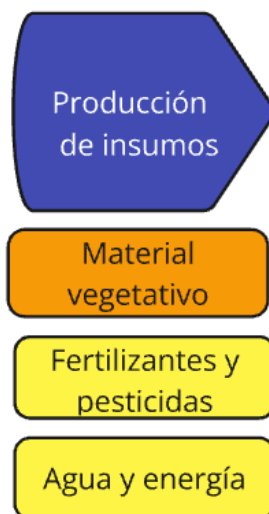 Producción
de insumos
Material
vegetativo
Fertilizantes y
pesticidas
Agua y energía